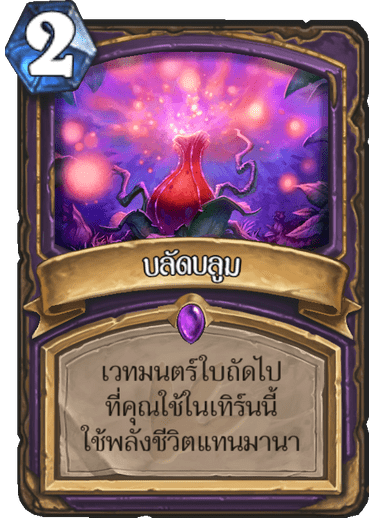 2
บลัดบลูม
เวทมนตร์ใบถัดไป
ที่คุณใช้ในเทิร์นนี้
ใช้พลังชีวิตแทนมานา